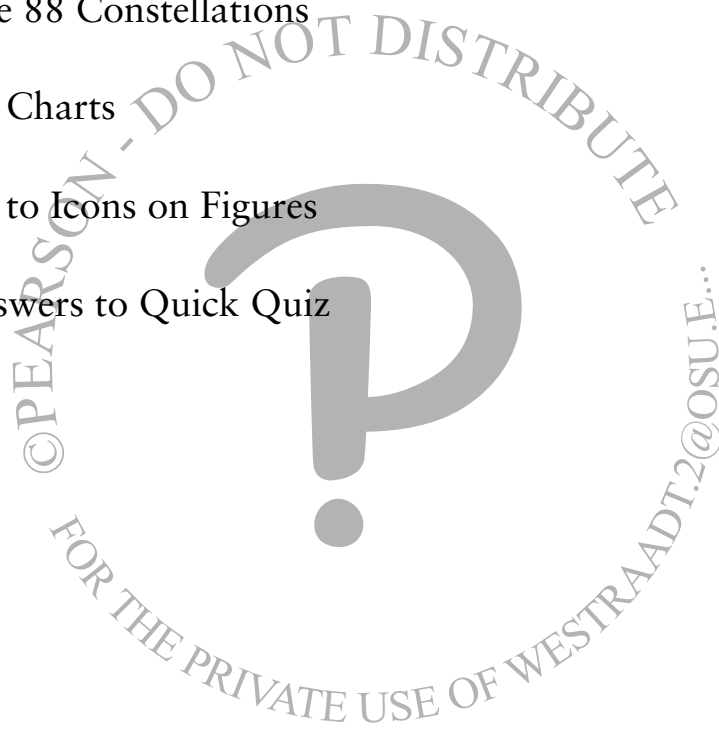 e 88 Constellations
Charts
to Icons on Figures
swers to Quick Quiz
©PEARSON - DO NOT DISTRIBUTE
FOR THE PRIVATE USE OF WESTRAADT.2@OSU.E...